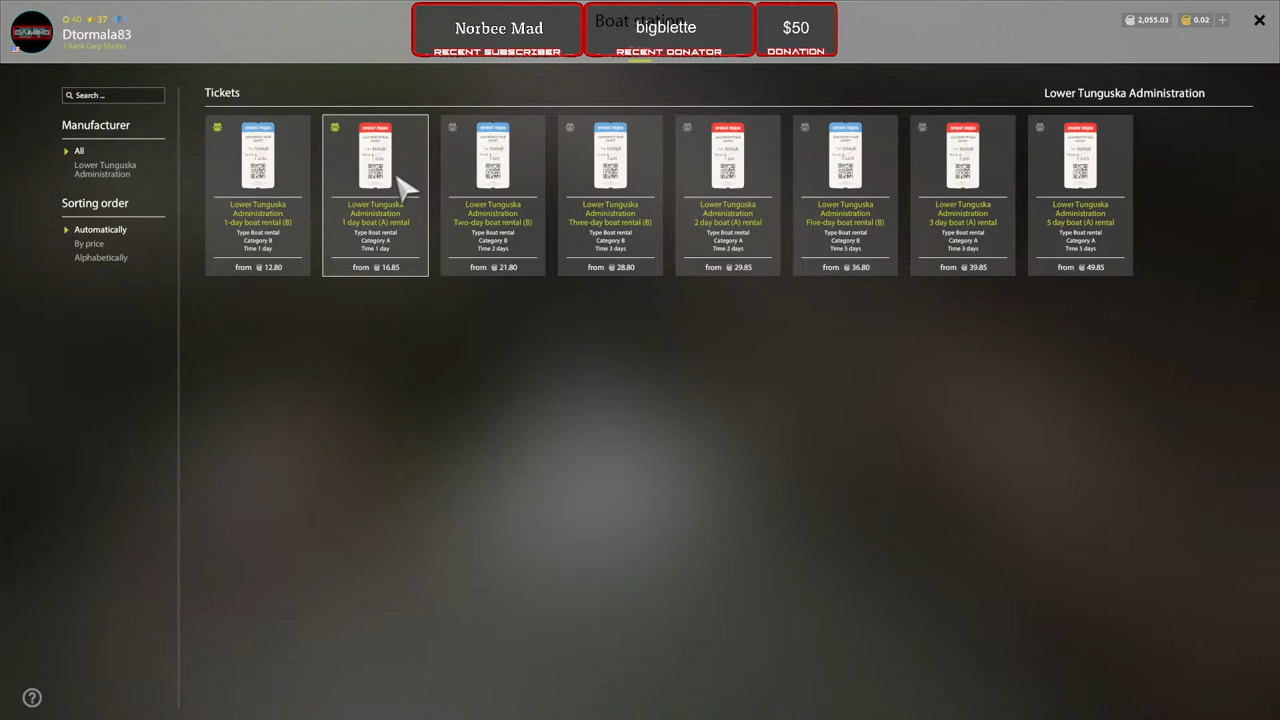 40 37
Dtormala83
3 Rank Carp Master
Norbee Mad
RECENT SUBSCRIBER
bigblette
RECENT DONATOR
$50
DONATION
Boat station
2,055.03
0.02 +
Search ...
Manufacturer
All
Lower Tunguska
Administration
Sorting order
Automatically
By price
Alphabetically
Tickets
Lower Tunguska Administration
Lower Tunguska
Administration
1-day boat rental (B)
Type Boat rental
Category B
Time 1 day
from 12.80
Lower Tunguska
Administration
1 day boat (A) rental
Type Boat rental
Category A
Time 1 day
from 16.85
Lower Tunguska
Administration
Two-day boat rental (B)
Type Boat rental
Category B
Time 2 days
from 21.80
Lower Tunguska
Administration
Three-day boat rental (B)
Type Boat rental
Category B
Time 3 days
from 28.80
Lower Tunguska
Administration
2 day boat (A) rental
Type Boat rental
Category A
Time 2 days
from 29.85
Lower Tunguska
Administration
Five-day boat rental (B)
Type Boat rental
Category B
Time 5 days
from 36.80
Lower Tunguska
Administration
3 day boat (A) rental
Type Boat rental
Category A
Time 3 days
from 39.85
Lower Tunguska
Administration
5 day boat (A) rental
Type Boat rental
Category A
Time 5 days
from 49.85
?